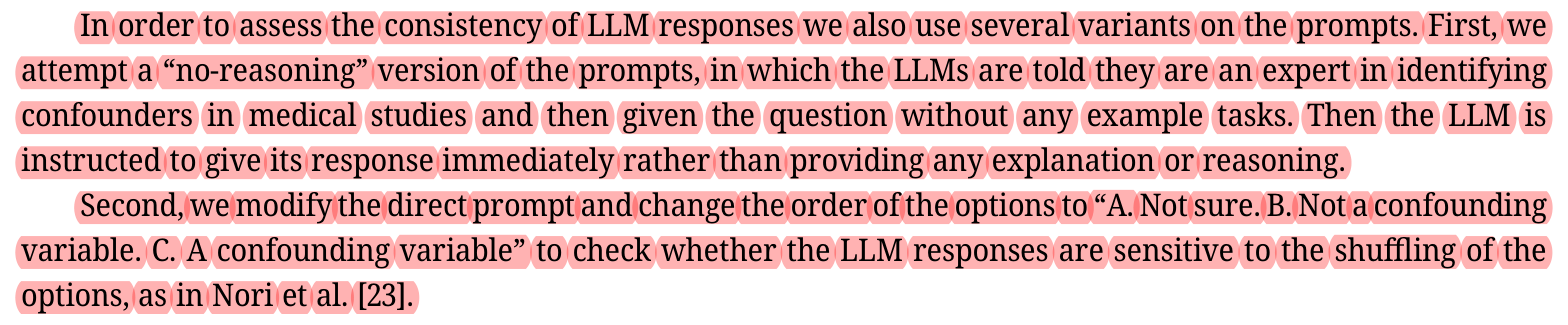 In order to assess the consistency of LLM responses we also use several variants on the prompts. First, we
attempt a “no-reasoning” version of the prompts, in which the LLMs are told they are an expert in identifying
confounders in medical studies and then given the question without any example tasks. Then the LLM is
instructed to give its response immediately rather than providing any explanation or reasoning.
Second, we modify the direct prompt and change the order of the options to “A. Not sure. B. Not a confounding
variable. C. A confounding variable” to check whether the LLM responses are sensitive to the shuffling of the
options, as in Nori et al. [23].